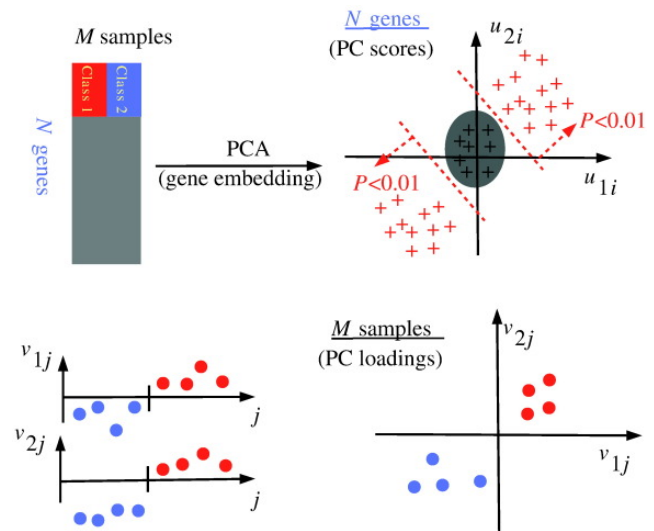 M samples
Class 1
Class 2
N genes
PCA
(gene embedding)
N genes
(PC scores)
u2i
P<0.01
P<0.01
u1i
v1j
j
v2j
j
M samples
(PC loadings)
v2j
v1j